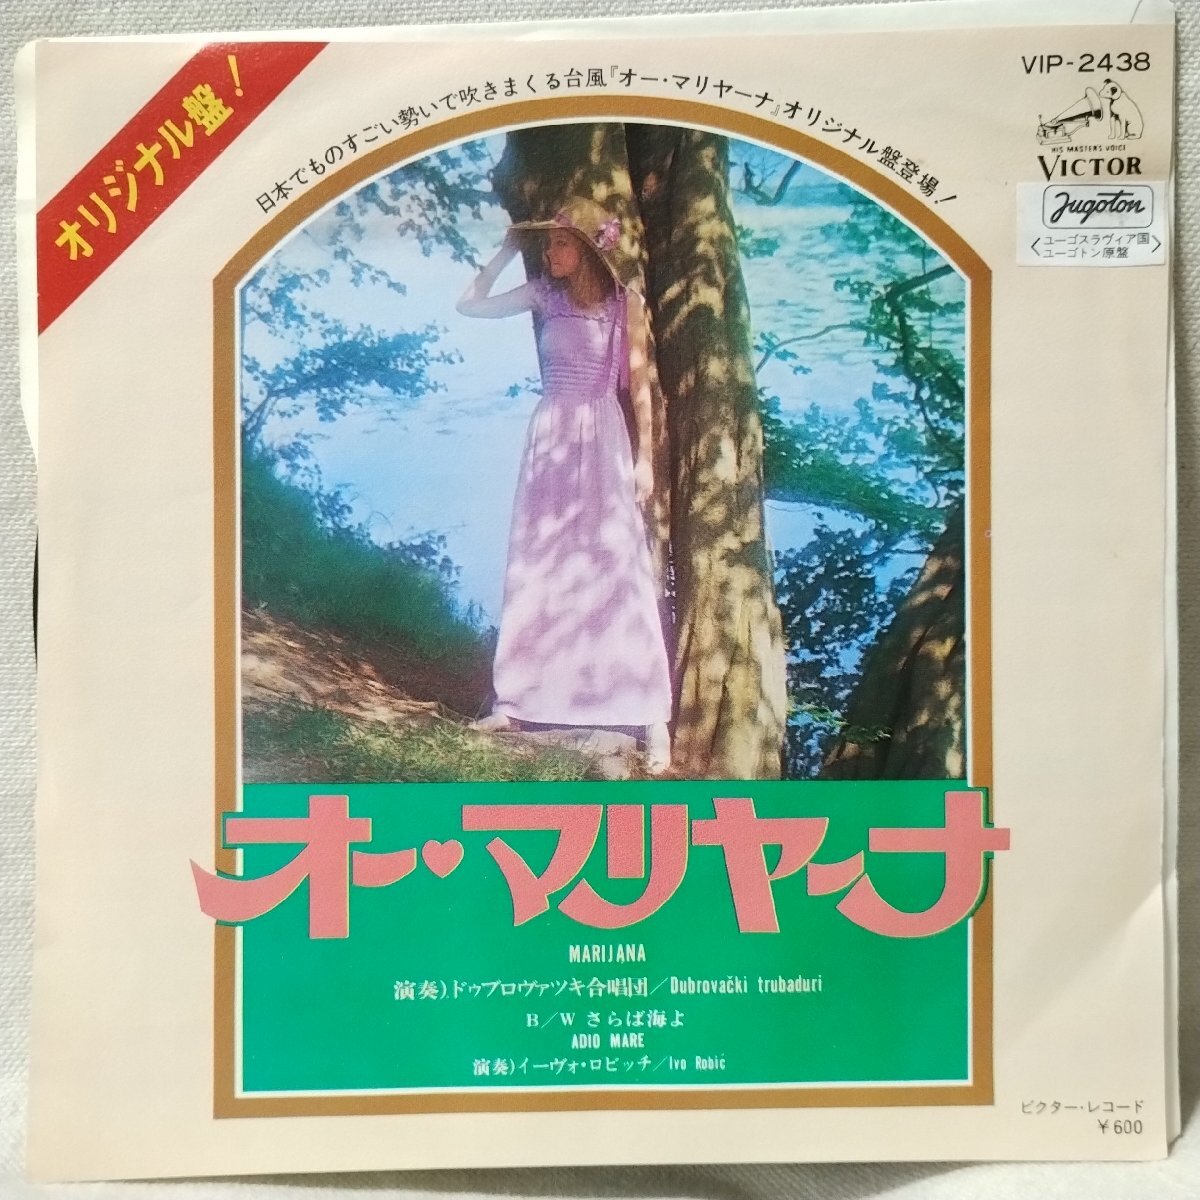 オリジナル盤!
日本でものすごい勢いで吹きまくる台風『オー・マリヤーナ』オリジナル盤登場!
VIP-2438
HIS MASTER'S VOICE
VICTOR
Jugoton
〈ユーゴスラヴィア国
ユーゴトン原盤〉
オー・マリヤーナ
MARIJANA
演奏)ドゥブロヴァツキ合唱団/Dubrovački trubaduri
B/W さらば海よ
ADIO MARE
演奏)イーヴォ・ロビッチ/Ivo Robić
ビクター・レコード
¥600